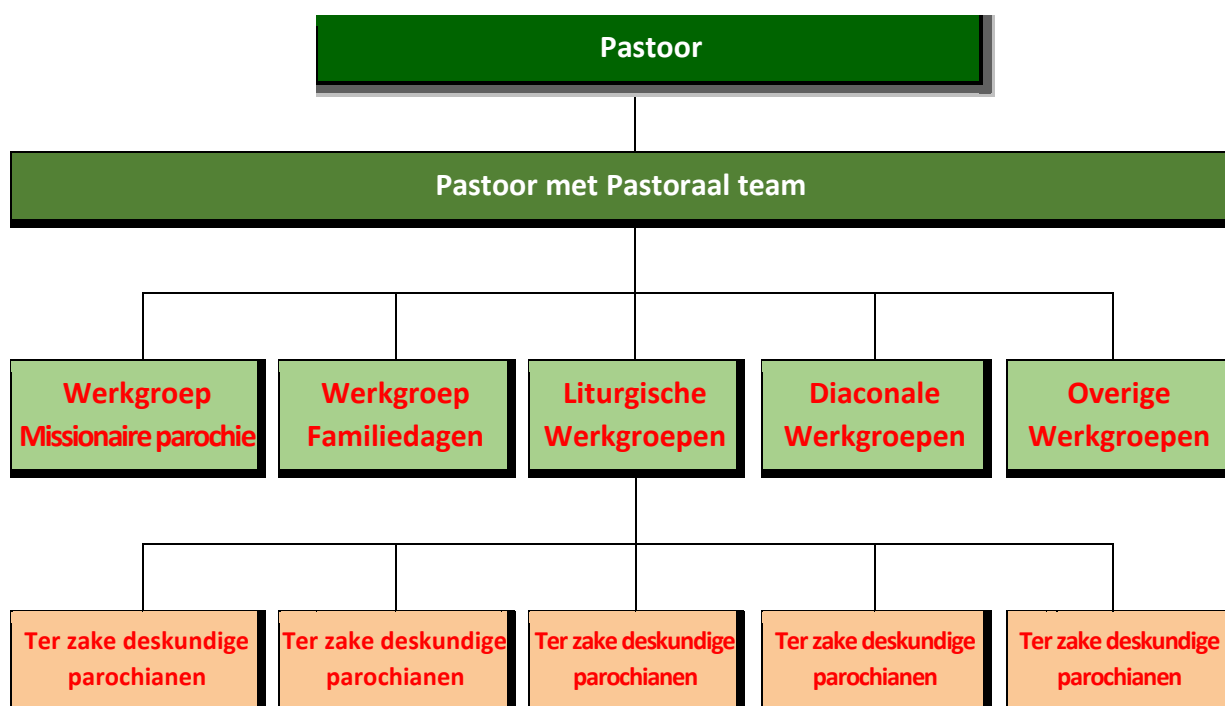 Pastoor
Pastoor met Pastoraal team
Werkgroep
Missionaire parochie
Werkgroep
Familiedagen
Liturgische
Werkgroepen
Diaconale
Werkgroepen
Overige
Werkgroepen
Ter zake deskundige
parochianen
Ter zake deskundige
parochianen
Ter zake deskundige
parochianen
Ter zake deskundige
parochianen
Ter zake deskundige
parochianen